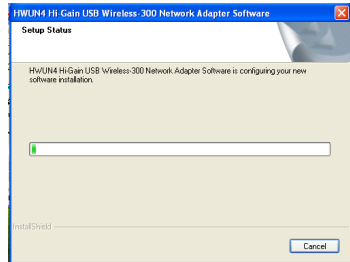 HWUN4 Hi-Gain USB Wireless-300 Network Adapter Software
Setup Status
HWUN4 Hi-Gain USB Wireless-300 Network Adapter Software is configuring your new
software installation.
InstallShield
Cancel